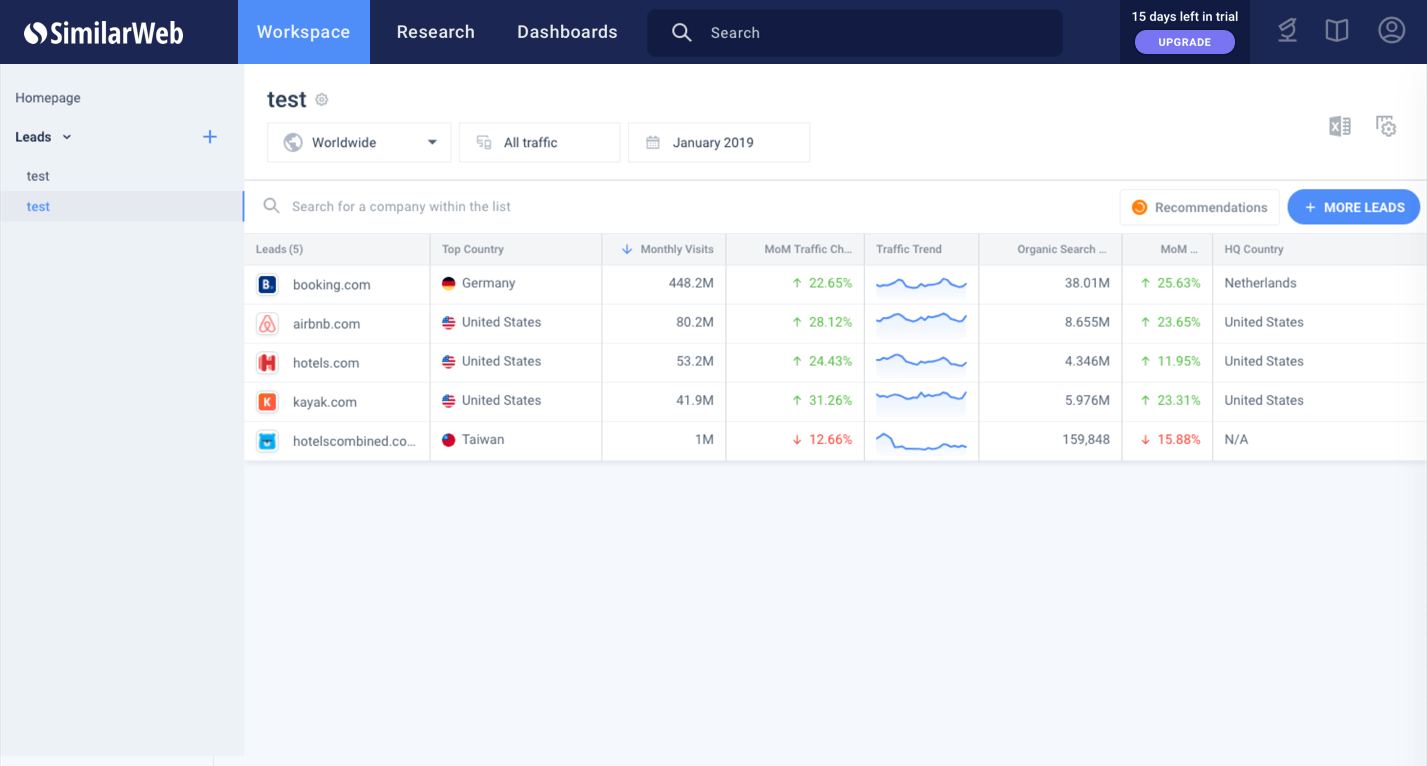 SimilarWeb
Workspace Research Dashboards Search
15 days left in trial
UPGRADE
Homepage
Leads
test
test
test
Worldwide All traffic January 2019
Search for a company within the list
Recommendations + MORE LEADS
Leads (5) Top Country Monthly Visits MoM Traffic Ch... Traffic Trend Organic Search ... MoM ... HQ Country
B. booking.com Germany 448.2M ↑ 22.65% 38.01M ↑ 25.63% Netherlands
airbnb.com United States 80.2M ↑ 28.12% 8.655M ↑ 23.65% United States
H hotels.com United States 53.2M ↑ 24.43% 4.346M ↑ 11.95% United States
K kayak.com United States 41.9M ↑ 31.26% 5.976M ↑ 23.31% United States
hotelscombined.co... Taiwan 1M ↓ 12.66% 159,848 ↓ 15.88% N/A